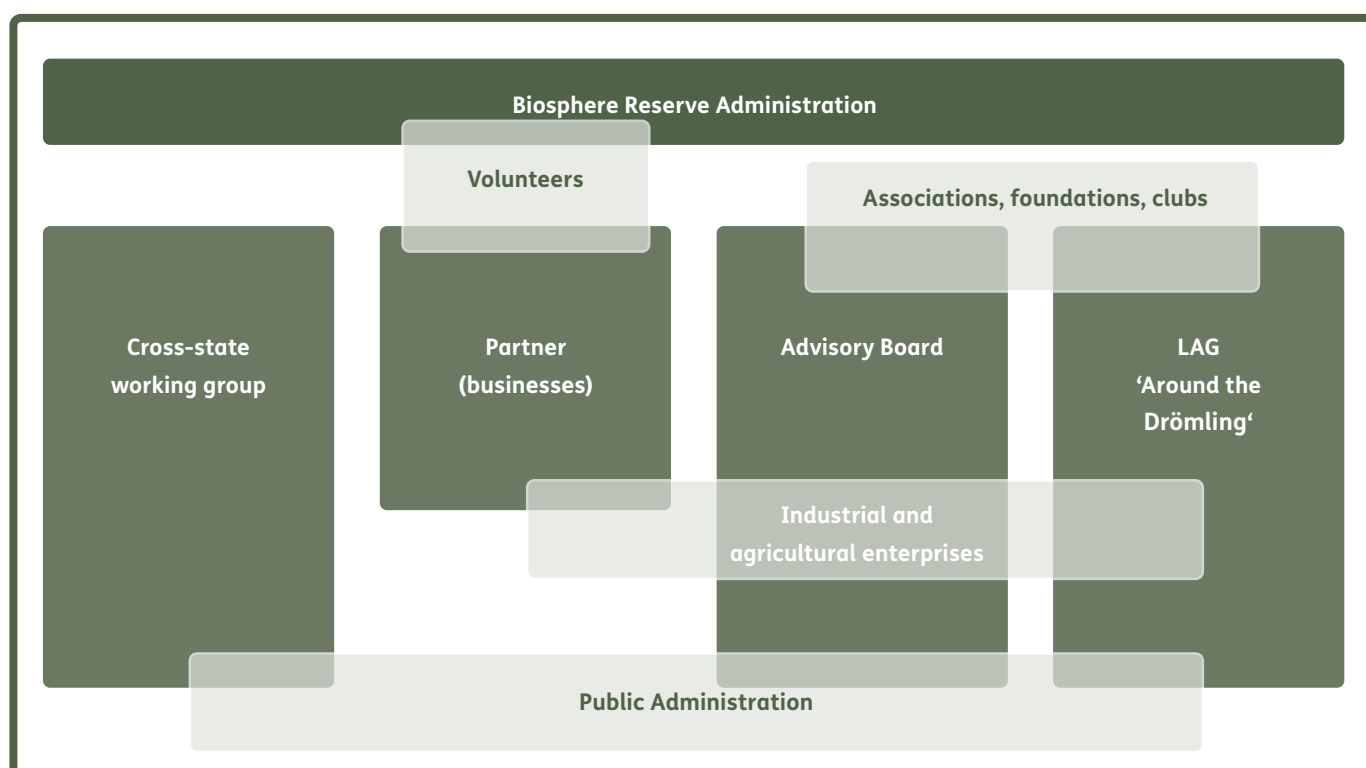 Biosphere Reserve Administration
Volunteers
Associations, foundations, clubs
Cross-state
working group
Partner
(businesses)
Advisory Board
LAG
‘Around the
Drömling‘
Industrial and
agricultural enterprises
Public Administration